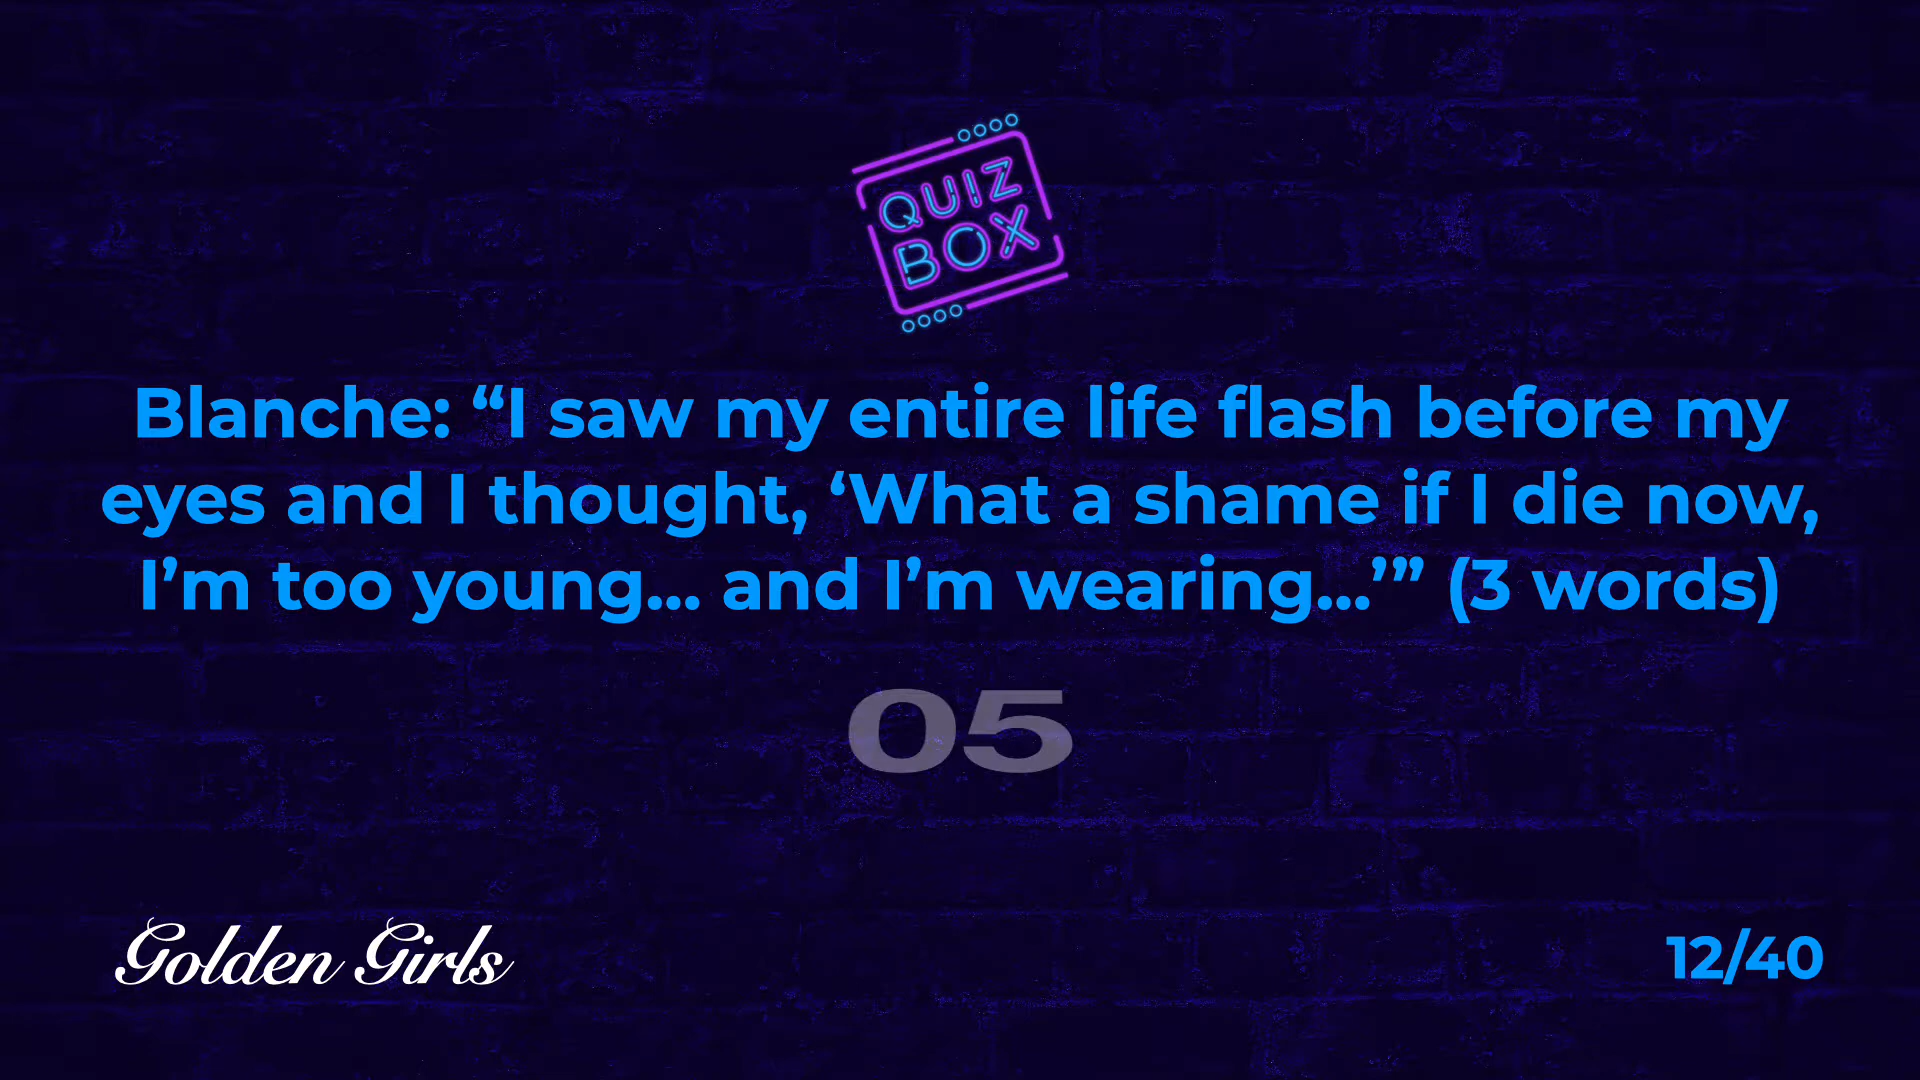 QUIZ
BOX
Blanche: “I saw my entire life flash before my
eyes and I thought, ‘What a shame if I die now,
I’m too young... and I’m wearing...’” (3 words)
05
Golden Girls
12/40